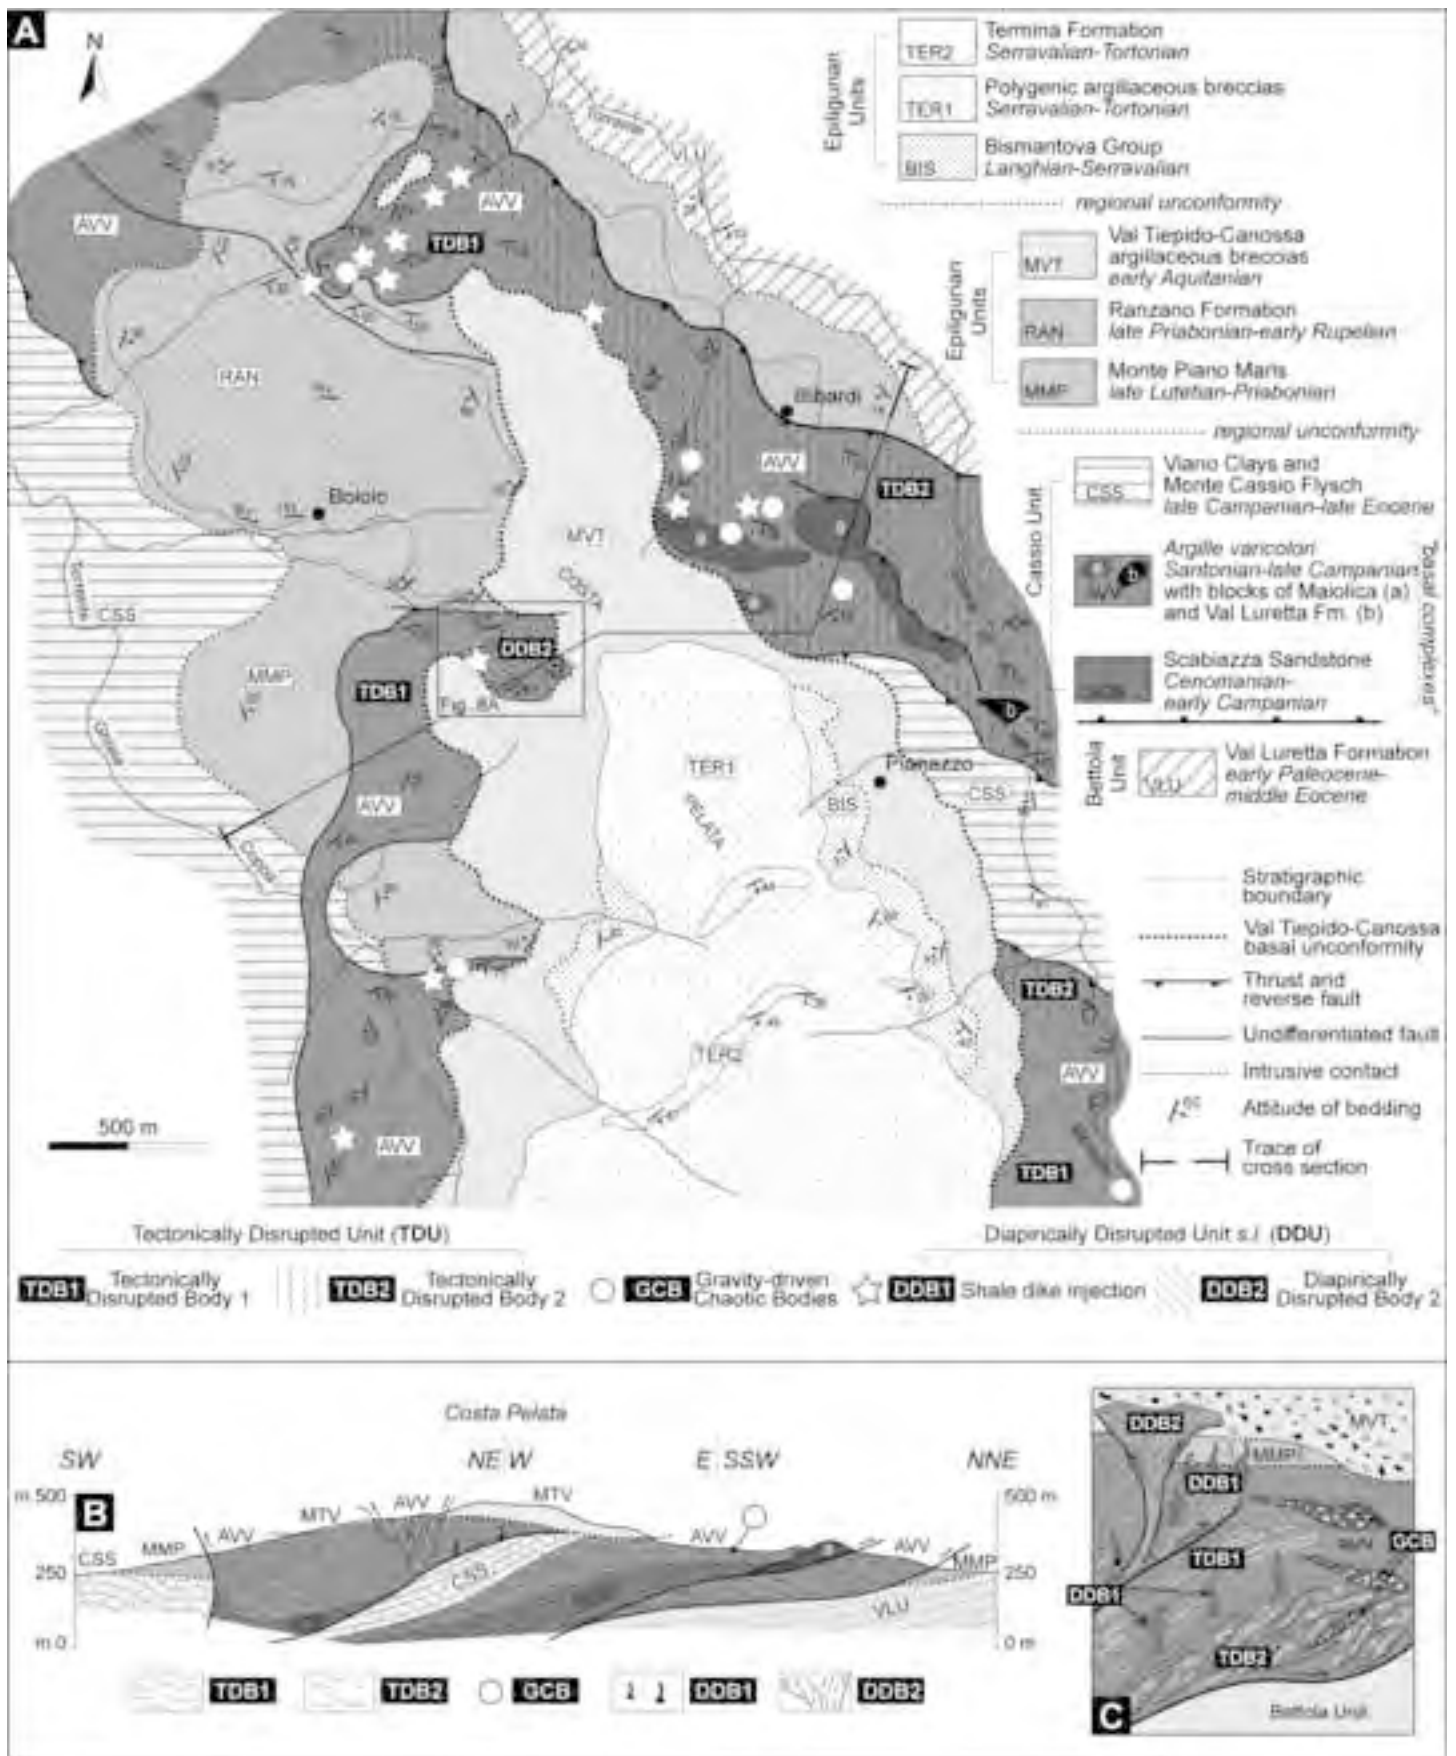 A
N
Termina Formation
TER2
Serravalian-Tortonian
Polygenic argillaceous breccias
TER1
Serravalian-Tortonian
Bismantova Group
BIS
Langhian-Serravalian
Epiligunan
Units
regional unconformity
Val Tiepido-Canossa
argillaceous breccias
MVT
early Aquitanian
Ranzano Formation
RAN
late Priabonian-early Rupelian
Monte Piano Marls
MMP
late Lutetian-Priabonian
Epiligunan
Units
regional unconformity
Viano Clays and
Monte Cassio Flysch
CSS
late Campanian-late Eocene
Argille varicolori
Santonian-late Campanian
with blocks of Maiolica (a)
and Val Luretta Fm. (b)
AVV
b
Scabiazza Sandstone
Cenomanian-
early Campanian
Cassio Unit
"basal complexes"
Bettola
Unit
Val Luretta Formation
VLU
early Paleocene-
middle Eocene
Stratigraphic
boundary
Val Tiepido-Canossa
basal unconformity
Thrust and
reverse fault
Undifferentiated fault
Intrusive contact
Attitude of bedding
Trace of
cross section
AVV
AVV
TDB1
VLU
RAN
Bibardi
AVV
TDB2
MVT
COSTA
CSS
MMP
TDB1
DDB2
Fig. 8A
b
TER1
PELATA
Pianazzo
BIS
CSS
AVV
TDB2
TER2
AVV
AVV
TDB1
500 m
Tectonically Disrupted Unit (TDU)
Diapirically Disrupted Unit s.l (DDU)
TDB1 Tectonically
Disrupted Body 1
TDB2 Tectonically
Disrupted Body 2
GCB Gravity-driven
Chaotic Bodies
DDB1 Shale dike injection
DDB2 Diapirically
Disrupted Body 2
Costa Pelata
SW
NE W
E SSW
NNE
m 500
B
500 m
CSS
MMP
AVV
MTV
AVV
MTV
AVV
AVV
MMP
250
CSS
250
VLU
m 0
0 m
TDB1
TDB2
GCB
DDB1
DDB2
DDB2
MVT
MMP
DDB1
GCB
TDB1
DDB1
TDB2
C
Bettola Unit